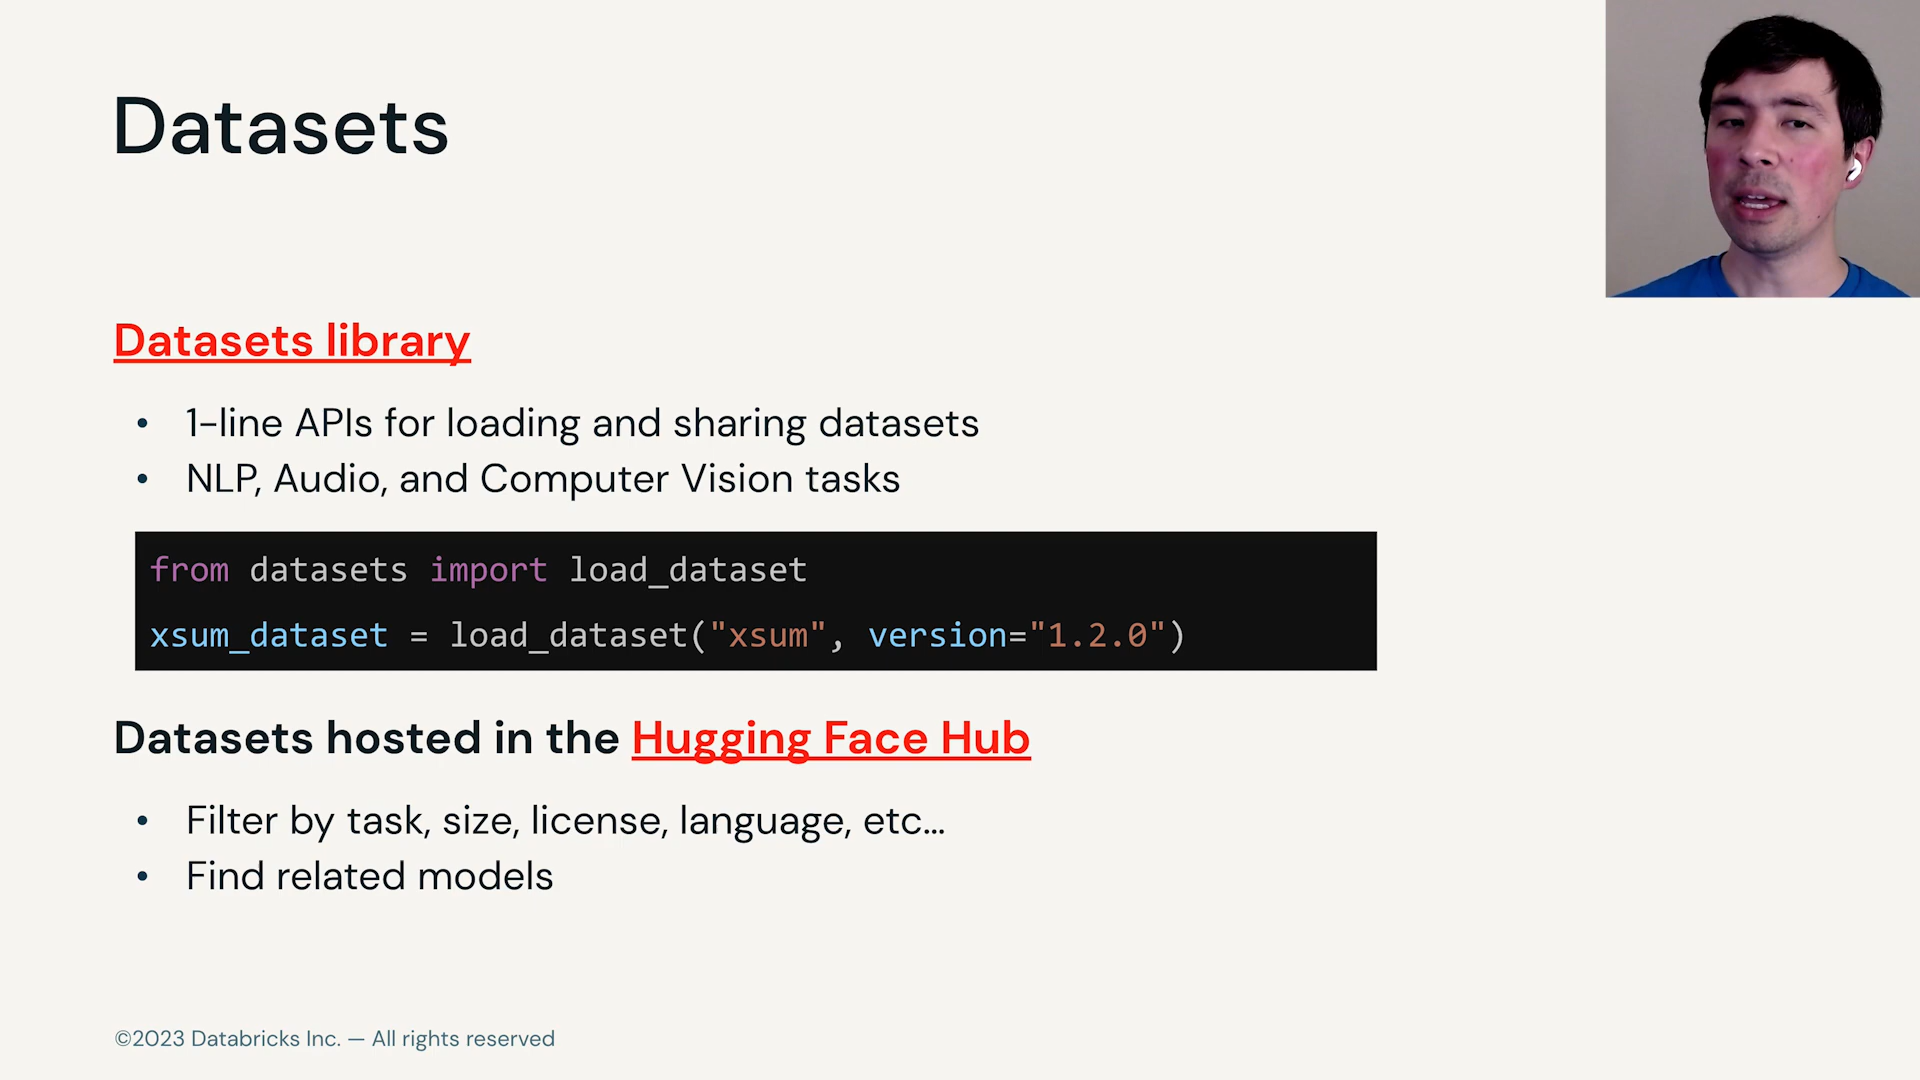 Datasets
Datasets library
• 1-line APIs for loading and sharing datasets
• NLP, Audio, and Computer Vision tasks
from datasets import load_dataset
xsum_dataset = load_dataset("xsum", version="1.2.0")
Datasets hosted in the Hugging Face Hub
• Filter by task, size, license, language, etc…
• Find related models
©2023 Databricks Inc. — All rights reserved